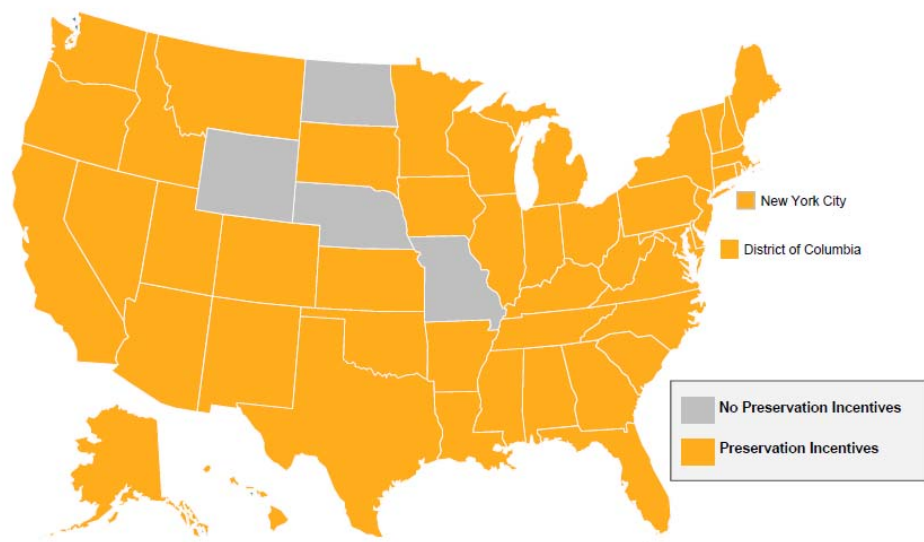 New York City
District of Columbia
No Preservation Incentives
Preservation Incentives